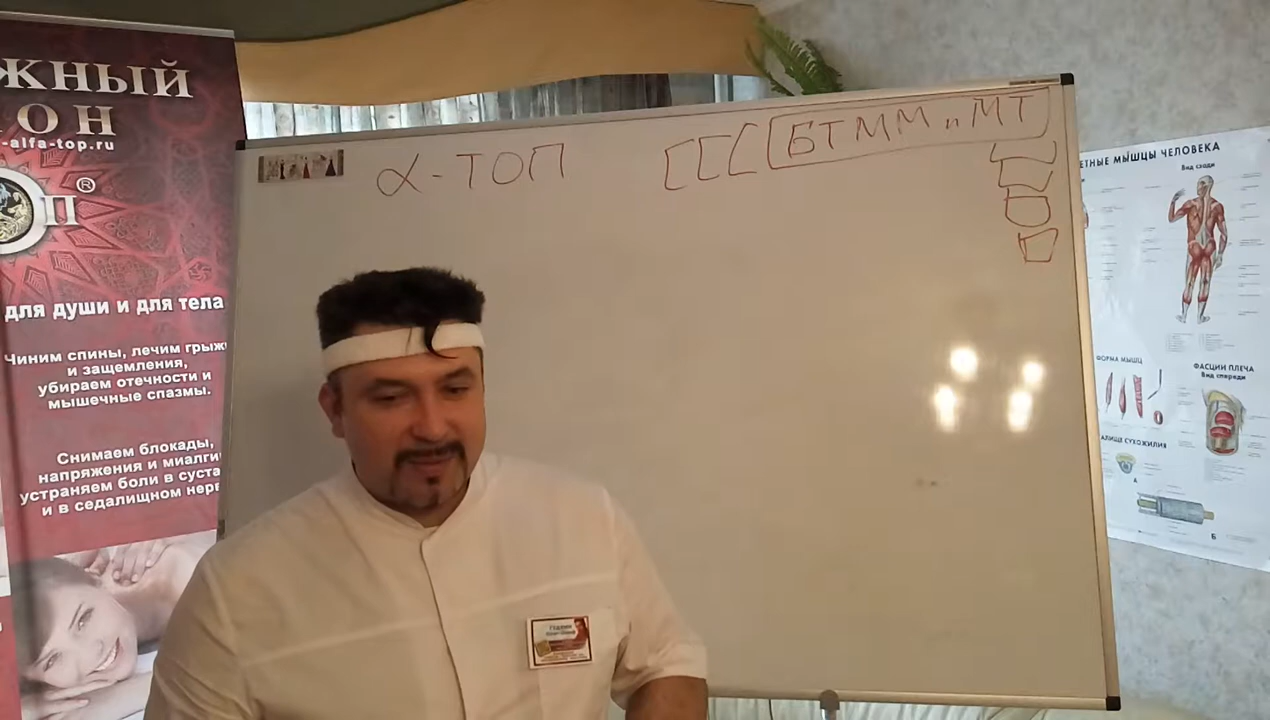 ЖНЫЙ
ОН
-alfa-top.ru
П®
для души и для тела
Чиним спины, лечим грыж
и защемления,
убираем отечности и
мышечные спазмы.
Снимаем блокады,
напряжения и миалги
устраняем боли в суста
и в седалищном нерв
α-ТОП
БТММ и МТ
ЕТНЫЕ МЫШЦЫ ЧЕЛОВЕКА
Вид сзади
ФОРМА МЫШЦ
ФАСЦИИ ПЛЕЧА
Вид спереди
АЛИЩЕ СУХОЖИЛИЯ
А
Б